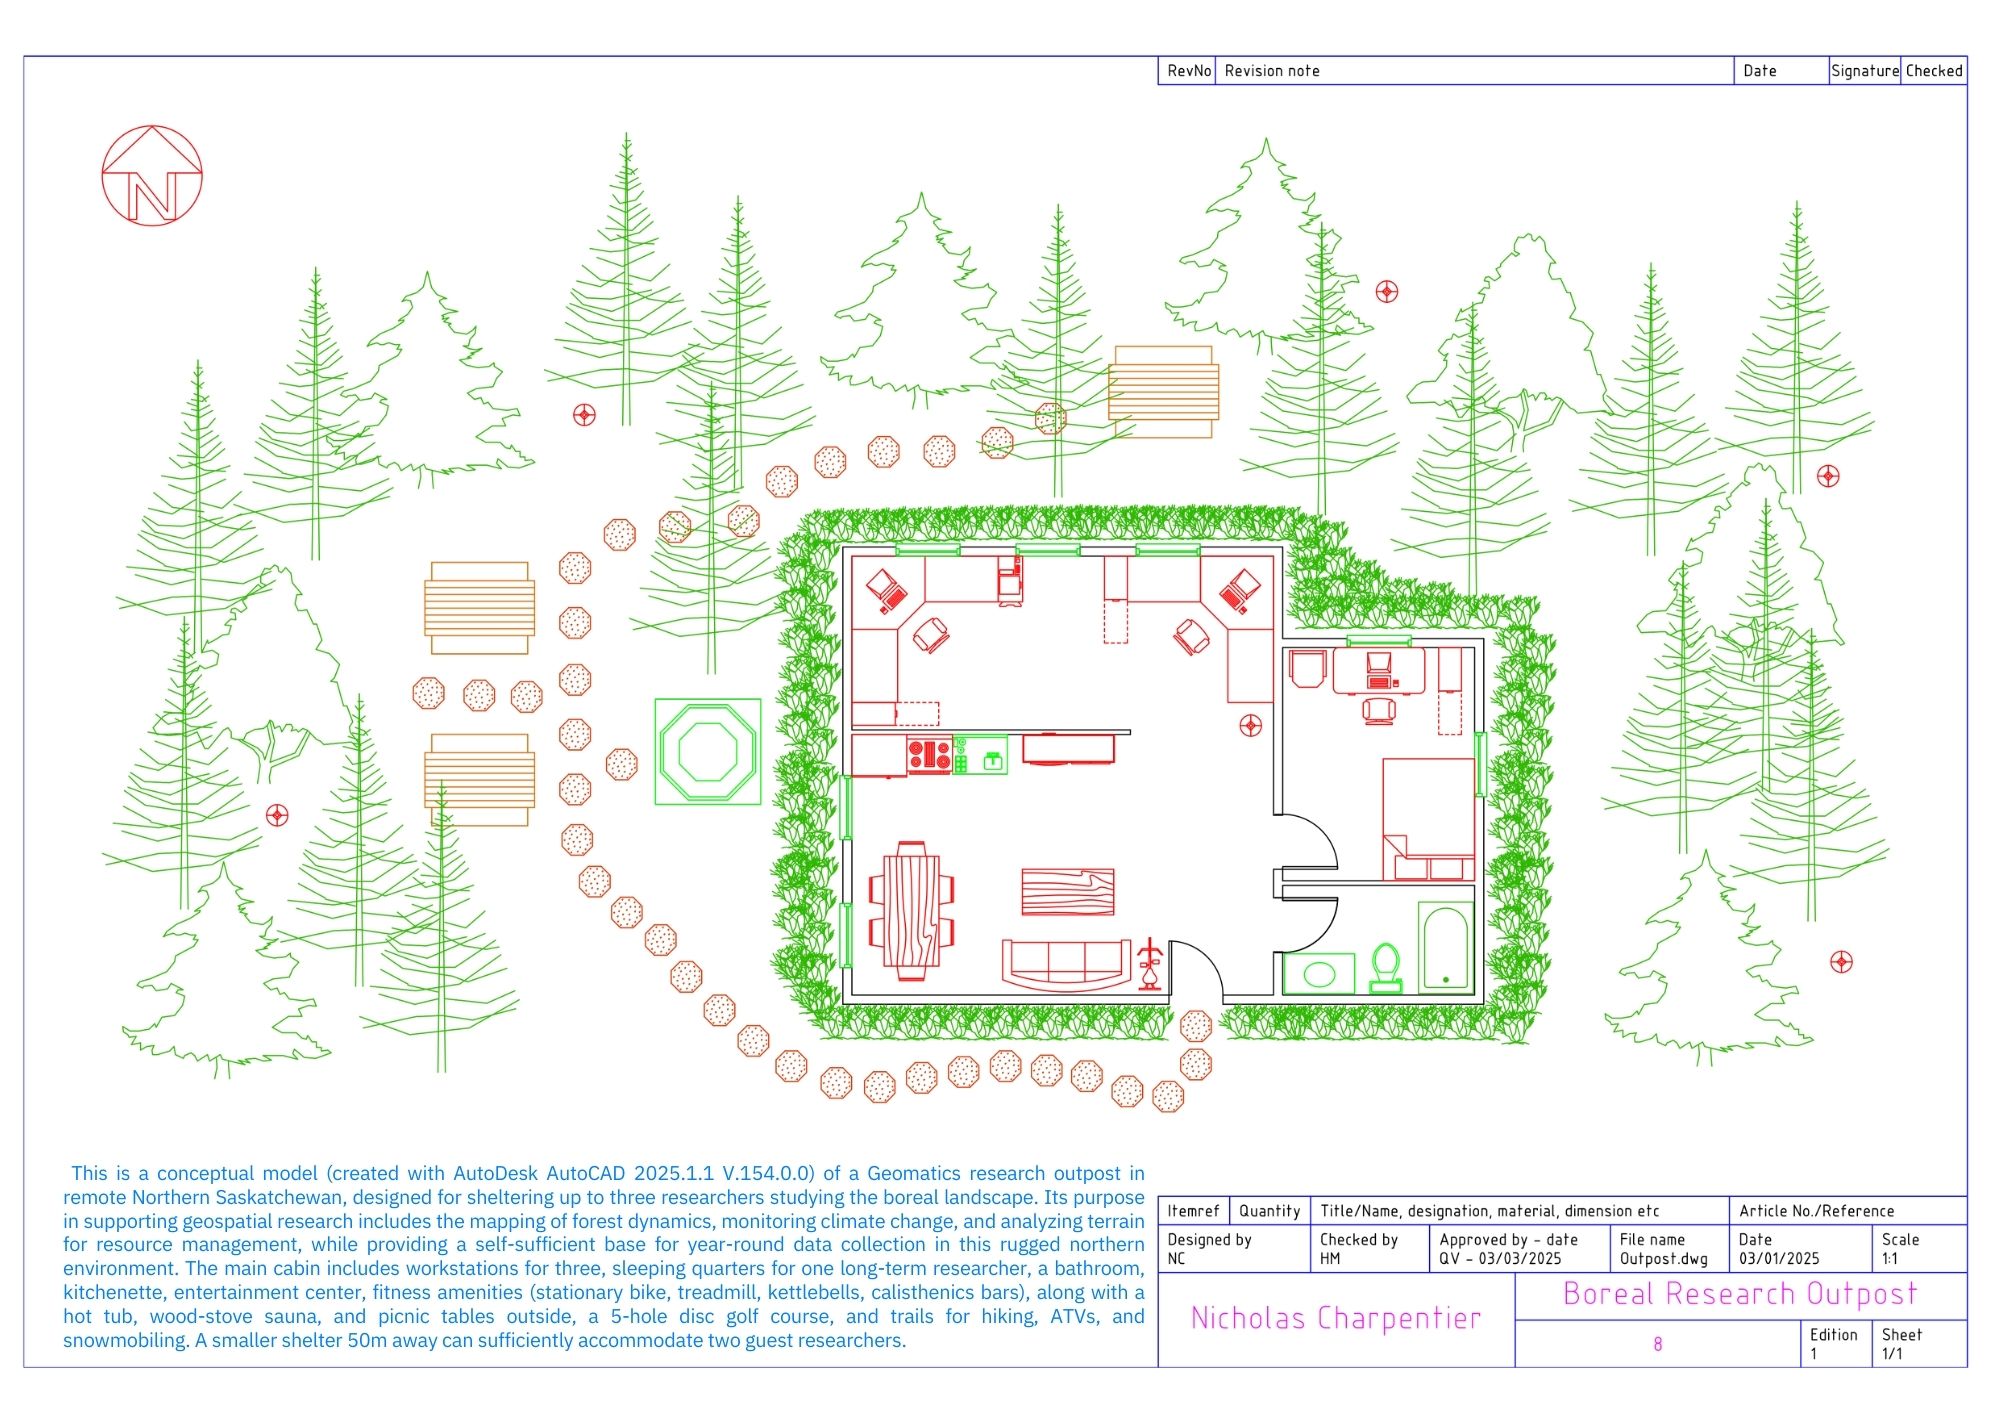 RevNo Revision note Date Signature Checked
N
This is a conceptual model (created with AutoDesk AutoCAD 2025.1.1 V.154.0.0) of a Geomatics research outpost in
remote Northern Saskatchewan, designed for sheltering up to three researchers studying the boreal landscape. Its purpose
in supporting geospatial research includes the mapping of forest dynamics, monitoring climate change, and analyzing terrain
for resource management, while providing a self-sufficient base for year-round data collection in this rugged northern
environment. The main cabin includes workstations for three, sleeping quarters for one long-term researcher, a bathroom,
kitchenette, entertainment center, fitness amenities (stationary bike, treadmill, kettlebells, calisthenics bars), along with a
hot tub, wood-stove sauna, and picnic tables outside, a 5-hole disc golf course, and trails for hiking, ATVs, and
snowmobiling. A smaller shelter 50m away can sufficiently accommodate two guest researchers.
Itemref Quantity Title/Name, designation, material, dimension etc Article No./Reference
Designed by Checked by Approved by - date File name Date Scale
NC HM QV - 03/03/2025 Outpost.dwg 03/01/2025 1:1
Nicholas Charpentier
Boreal Research Outpost
8
Edition Sheet
1 1/1